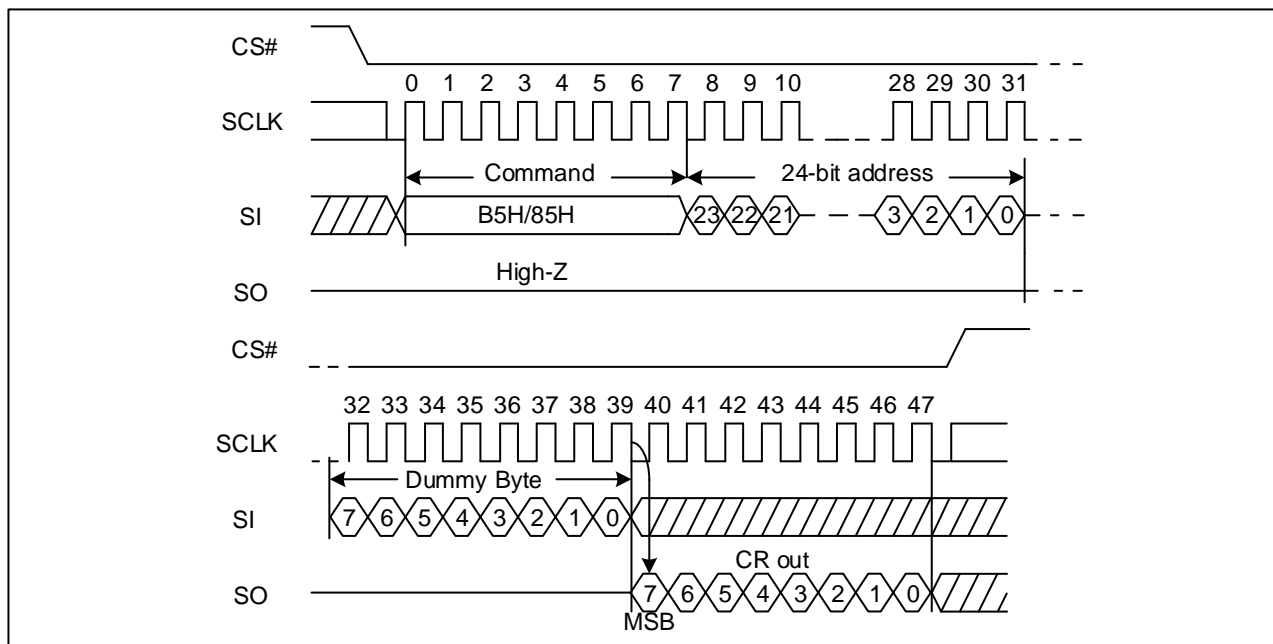 CS#
0 1 2 3 4 5 6 7 8 9 10 28 29 30 31
SCLK
Command 24-bit address
SI B5H/85H 23 22 21 3 2 1 0
High-Z
SO
CS#
32 33 34 35 36 37 38 39 40 41 42 43 44 45 46 47
SCLK
Dummy Byte
SI 7 6 5 4 3 2 1 0
CR out
SO 7 6 5 4 3 2 1 0
MSB